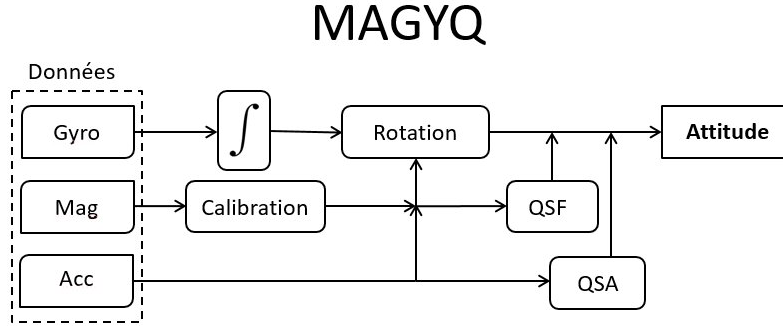 MAGYQ
Données
Gyro
∫
Rotation
Attitude
Mag
Calibration
QSF
Acc
QSA